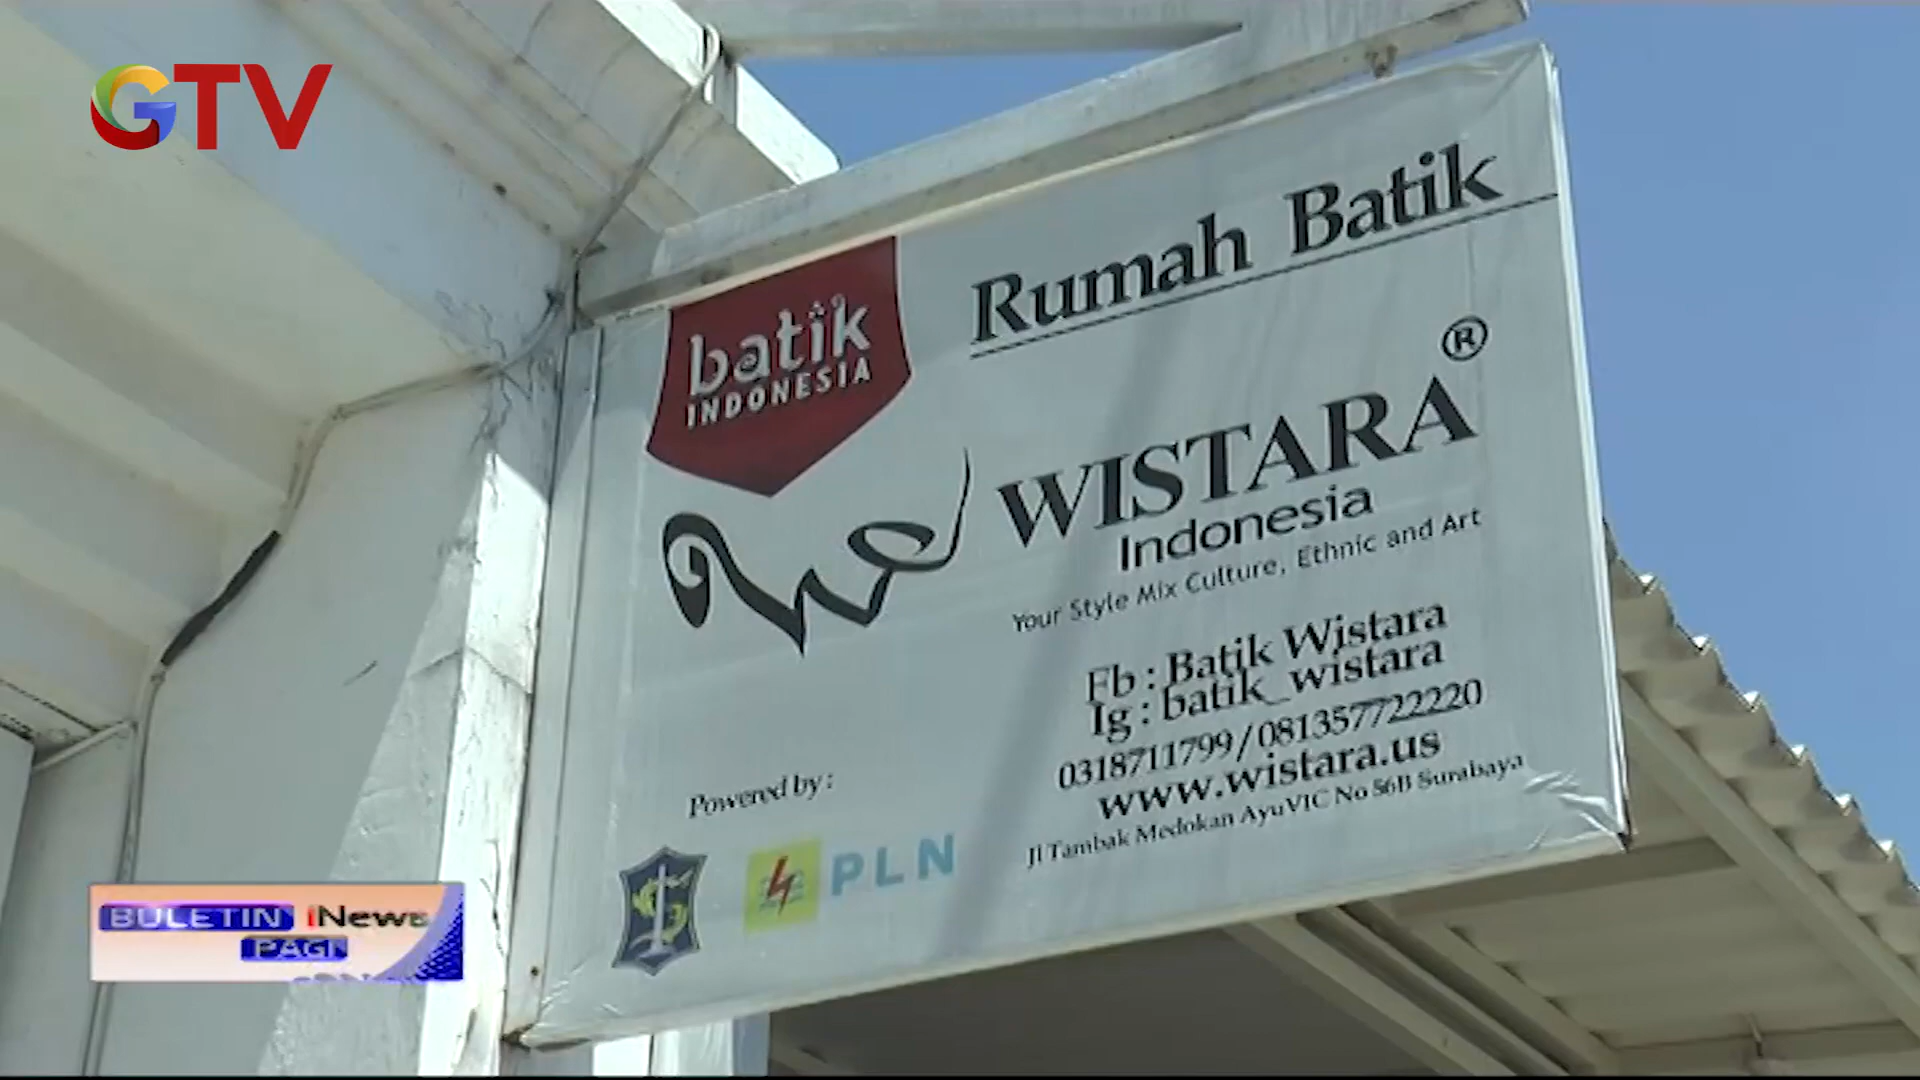 GTV
Rumah Batik
batik
INDONESIA
WISTARA ®
Indonesia
Your Style Mix Culture, Ethnic and Art
Fb : Batik Wistara
Ig : batik_wistara
0318711799/081357722220
www.wistara.us
Jl Tambak Medokan Ayu VIC No 56B Surabaya
Powered by :
PLN
BULETIN iNews
PAGI